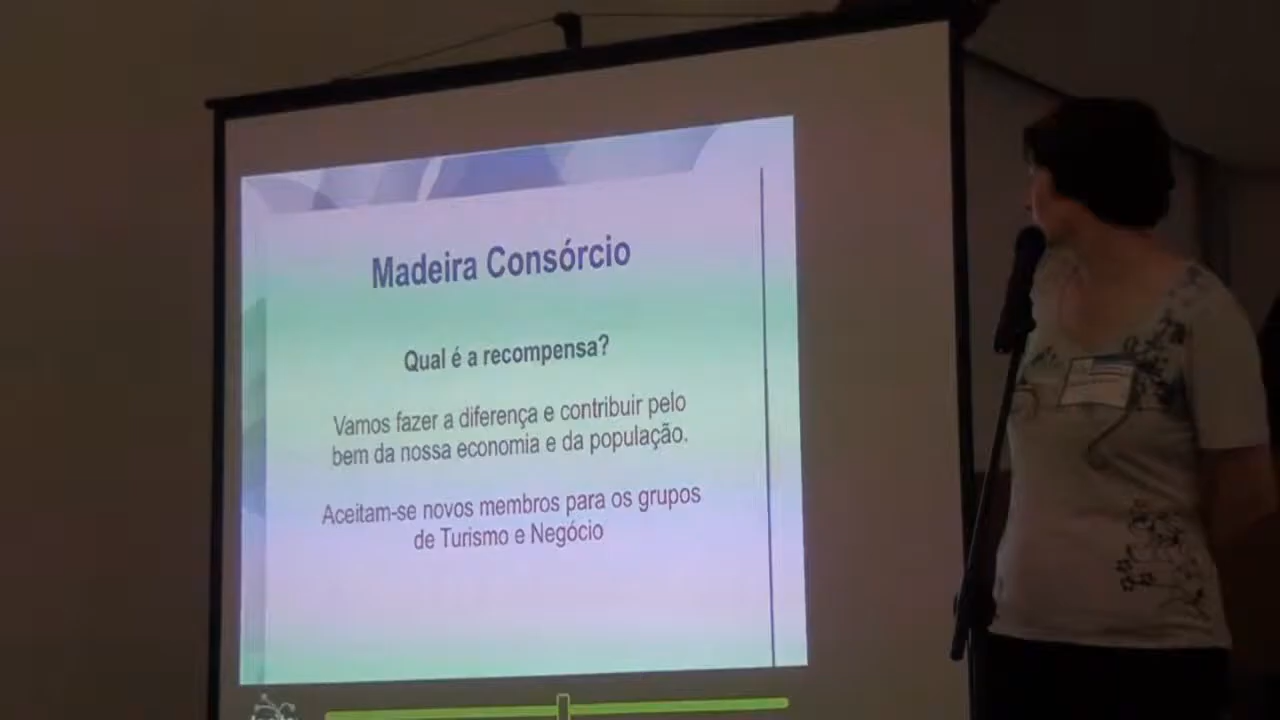 Madeira Consórcio
Qual é a recompensa?
Vamos fazer a diferença e contribuir pelo
bem da nossa economia e da população.
Aceitam-se novos membros para os grupos
de Turismo e Negócio